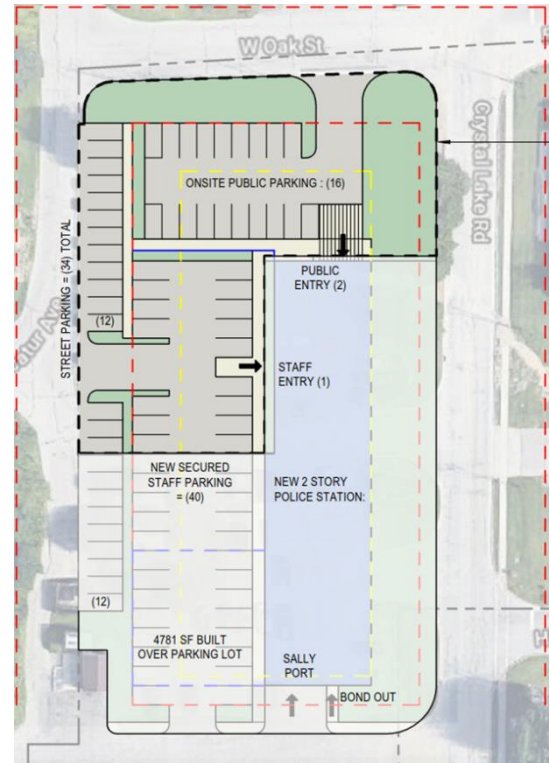 W Oak St
Crystal Lake Rd
ONSITE PUBLIC PARKING : (16)
STREET PARKING = (34) TOTAL
PUBLIC
ENTRY (2)
(12)
STAFF
ENTRY (1)
NEW SECURED
STAFF PARKING
= (40)
NEW 2 STORY
POLICE STATION:
(12)
4781 SF BUILT
OVER PARKING LOT
SALLY
PORT
BOND OUT